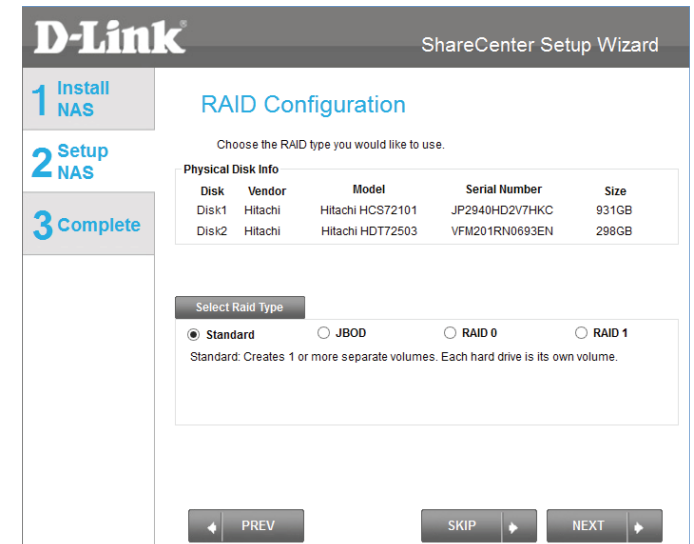 D-Link®
ShareCenter Setup Wizard
1 Install NAS
2 Setup NAS
3 Complete
RAID Configuration
Choose the RAID type you would like to use.
Physical Disk Info
Disk Vendor Model Serial Number Size
Disk1 Hitachi Hitachi HCS72101 JP2940HD2V7HKC 931GB
Disk2 Hitachi Hitachi HDT72503 VFM201RN0693EN 298GB
Select Raid Type
Standard JBOD RAID 0 RAID 1
Standard: Creates 1 or more separate volumes. Each hard drive is its own volume.
PREV SKIP NEXT